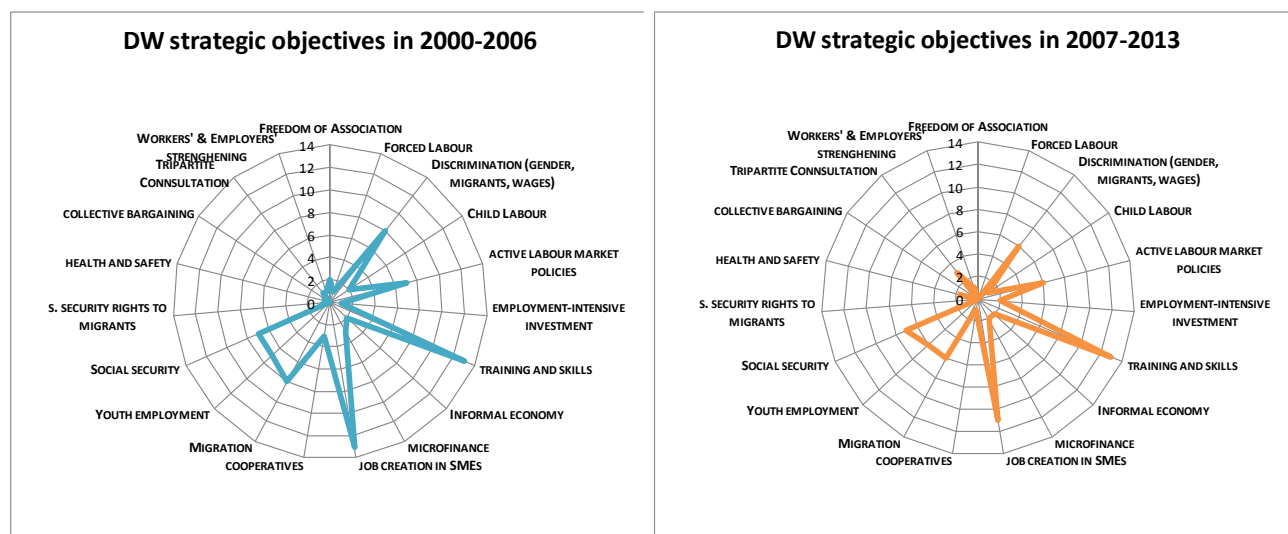 DW strategic objectives in 2000-2006
FREEDOM OF ASSOCIATION
FORCED LABOUR
DISCRIMINATION (GENDER,
MIGRANTS, WAGES)
CHILD LABOUR
ACTIVE LABOUR MARKET
POLICIES
EMPLOYMENT-INTENSIVE
INVESTMENT
TRAINING AND SKILLS
INFORMAL ECONOMY
MICROFINANCE
JOB CREATION IN SMES
COOPERATIVES
MIGRATION
YOUTH EMPLOYMENT
SOCIAL SECURITY
S. SECURITY RIGHTS TO
MIGRANTS
HEALTH AND SAFETY
COLLECTIVE BARGAINING
TRIPARTITE
CONNSULTATION
WORKERS' & EMPLOYERS'
STRENGHENING
14
12
10
8
6
4
2
0
DW strategic objectives in 2007-2013
FREEDOM OF ASSOCIATION
FORCED LABOUR
DISCRIMINATION (GENDER,
MIGRANTS, WAGES)
CHILD LABOUR
ACTIVE LABOUR MARKET
POLICIES
EMPLOYMENT-INTENSIVE
INVESTMENT
TRAINING AND SKILLS
INFORMAL ECONOMY
MICROFINANCE
JOB CREATION IN SMES
COOPERATIVES
MIGRATION
YOUTH EMPLOYMENT
SOCIAL SECURITY
S. SECURITY RIGHTS TO
MIGRANTS
HEALTH AND SAFETY
COLLECTIVE BARGAINING
TRIPARTITE CONNSULTATION
WORKERS' & EMPLOYERS'
STRENGHENING
14
12
10
8
6
4
2
0